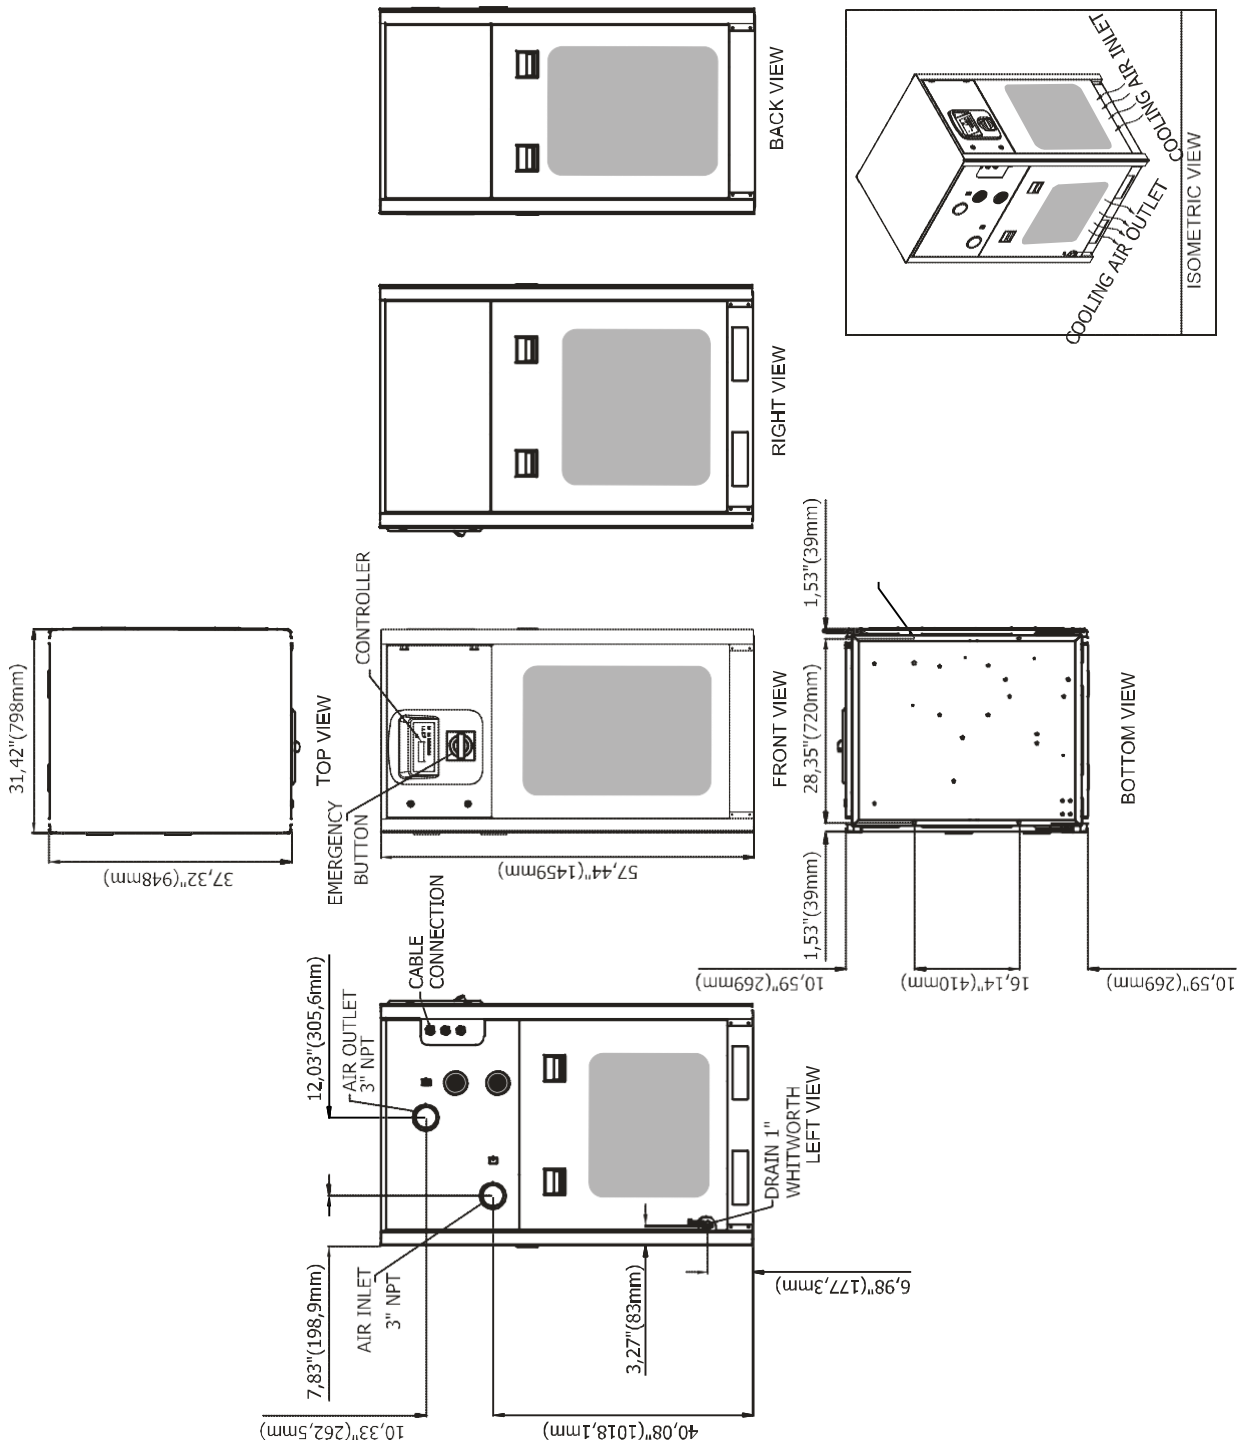 31,42"(798mm)
37,32"(948mm)
TOP VIEW
7,83"(198,9mm)
12,03"(305,6mm)
10,33"(262,5mm)
40,08"(1018,1mm)
AIR INLET
3" NPT
AIR OUTLET
3" NPT
CABLE
CONNECTION
3,27"(83mm)
6,98"(177,3mm)
DRAIN 1"
WHITWORTH
LEFT VIEW
EMERGENCY
BUTTON
CONTROLLER
57,44"(1459mm)
FRONT VIEW
RIGHT VIEW
BACK VIEW
1,53"(39mm)
28,35"(720mm)
1,53"(39mm)
10,59"(269mm)
16,14"(410mm)
10,59"(269mm)
BOTTOM VIEW
COOLING AIR OUTLET
COOLING AIR INLET
ISOMETRIC VIEW